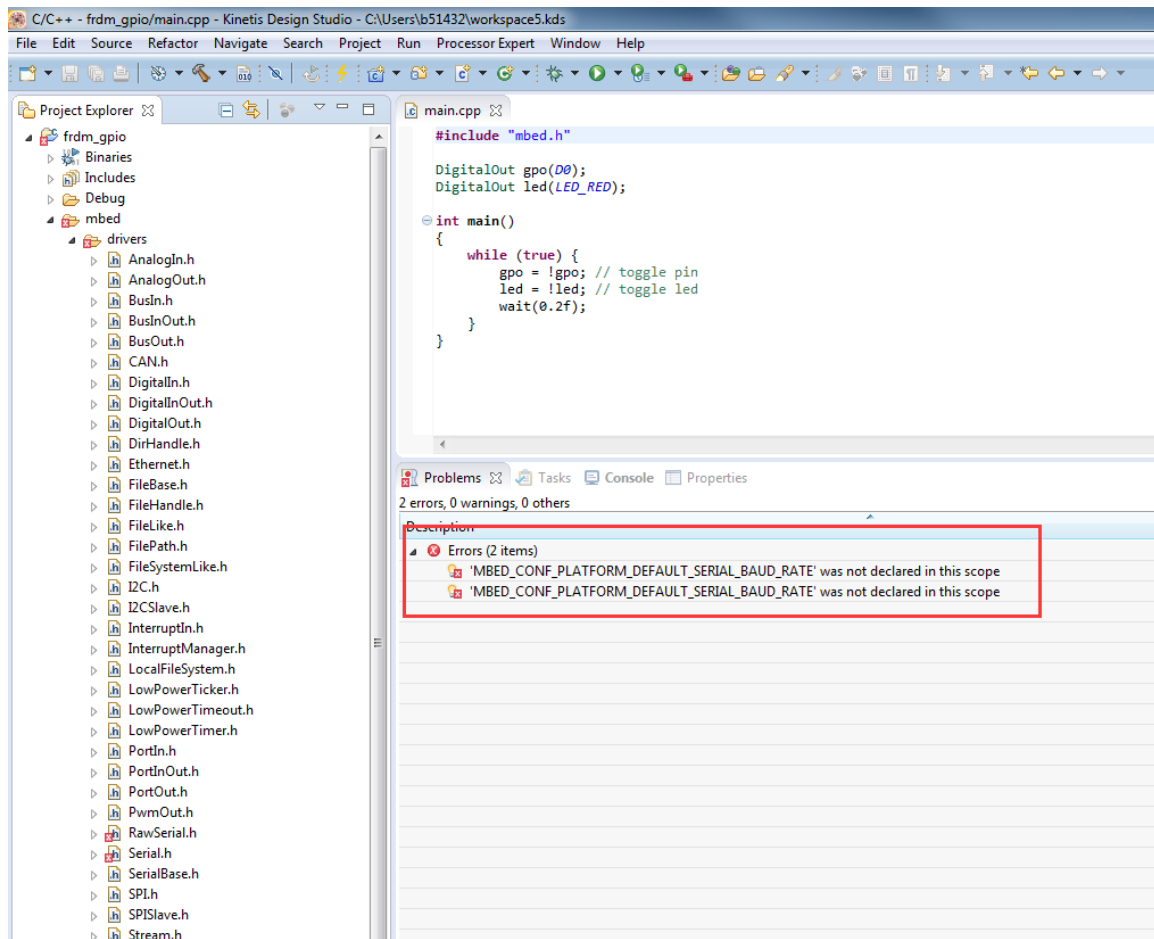 C/C++ - frdm_gpio/main.cpp - Kinetis Design Studio - C:\Users\b51432\workspace5.kds
File Edit Source Refactor Navigate Search Project Run Processor Expert Window Help
Project Explorer
frdm_gpio
Binaries
Includes
Debug
mbed
drivers
AnalogIn.h
AnalogOut.h
BusIn.h
BusInOut.h
BusOut.h
CAN.h
DigitalIn.h
DigitalInOut.h
DigitalOut.h
DirHandle.h
Ethernet.h
FileBase.h
FileHandle.h
FileLike.h
FilePath.h
FileSystemLike.h
I2C.h
I2CSlave.h
InterruptIn.h
InterruptManager.h
LocalFileSystem.h
LowPowerTicker.h
LowPowerTimeout.h
LowPowerTimer.h
PortIn.h
PortInOut.h
PortOut.h
PwmOut.h
RawSerial.h
Serial.h
SerialBase.h
SPI.h
SPISlave.h
Stream.h
main.cpp
#include "mbed.h"
DigitalOut gpo(D0);
DigitalOut led(LED_RED);
int main()
{
while (true) {
gpo = !gpo; // toggle pin
led = !led; // toggle led
wait(0.2f);
}
}
Problems Tasks Console Properties
2 errors, 0 warnings, 0 others
Description
Errors (2 items)
'MBED_CONF_PLATFORM_DEFAULT_SERIAL_BAUD_RATE' was not declared in this scope
'MBED_CONF_PLATFORM_DEFAULT_SERIAL_BAUD_RATE' was not declared in this scope